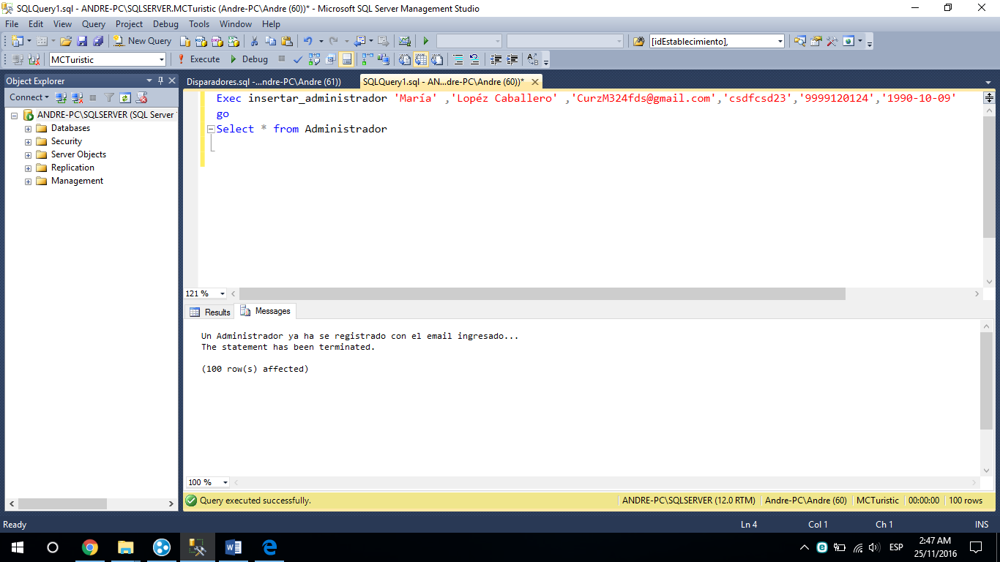 SQLQuery1.sql - ANDRE-PC\SQLSERVER.MCTuristic (Andre-PC\Andre (60))* - Microsoft SQL Server Management Studio
File Edit View Query Project Debug Tools Window Help
New Query
[idEstablecimiento],
MCTuristic
Execute
Debug
Object Explorer
Disparadores.sql -...ndre-PC\Andre (61))
SQLQuery1.sql - AN...dre-PC\Andre (60))*
Connect
ANDRE-PC\SQLSERVER (SQL Server
Databases
Security
Server Objects
Replication
Management
Exec insertar_administrador 'María' ,'Lopéz Caballero' ,'CurzM324fds@gmail.com','csdfcsd23','9999120124','1990-10-09'
go
Select * from Administrador
121 %
Results
Messages
Un Administrador ya ha se registrado con el email ingresado...
The statement has been terminated.
(100 row(s) affected)
100 %
Query executed successfully.
ANDRE-PC\SQLSERVER (12.0 RTM)
Andre-PC\Andre (60)
MCTuristic
00:00:00
100 rows
Ready
Ln 4
Col 1
Ch 1
INS
ESP
2:47 AM
25/11/2016